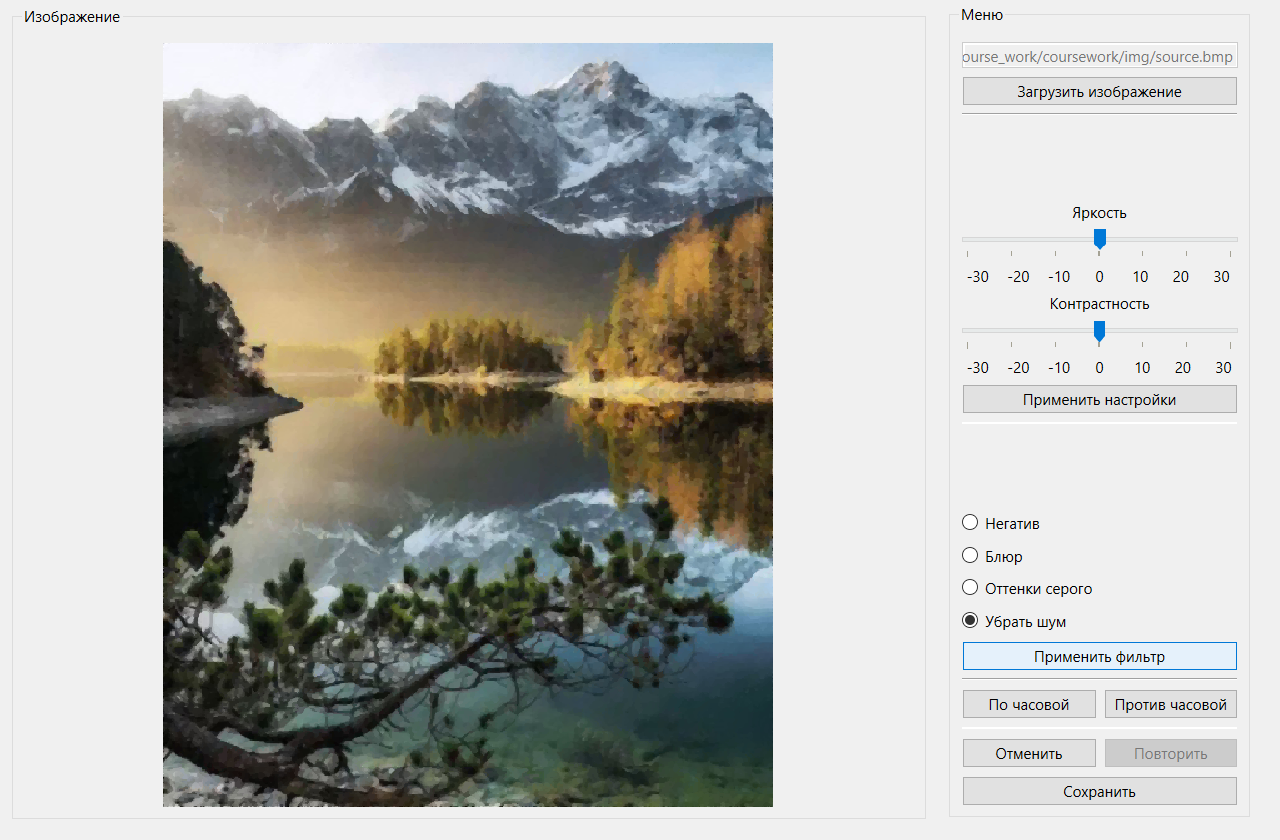 Изображение
Меню
ourse_work/coursework/img/source.bmp
Загрузить изображение
Яркость
-30 -20 -10 0 10 20 30
Контрастность
-30 -20 -10 0 10 20 30
Применить настройки
Негатив
Блюр
Оттенки серого
Убрать шум
Применить фильтр
По часовой Против часовой
Отменить Повторить
Сохранить